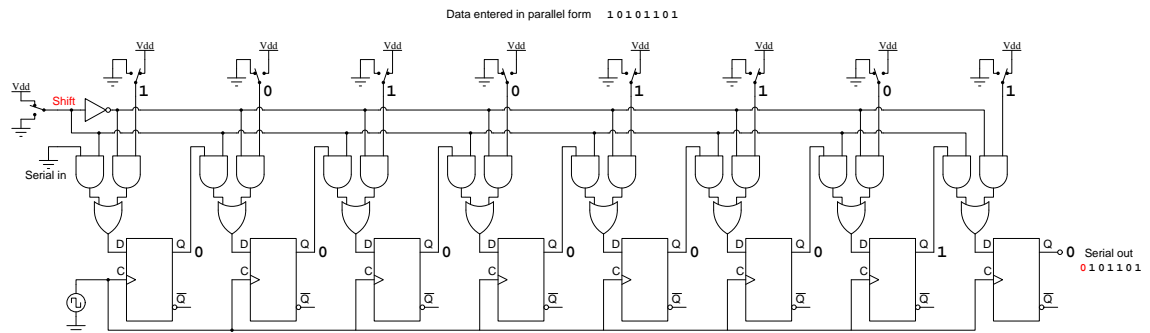 Data entered in parallel form 1 0 1 0 1 1 0 1
Vdd Vdd Vdd Vdd Vdd Vdd Vdd Vdd
Vdd
Shift
1 0 1 0 1 1 0 1
Serial in
D Q D Q D Q D Q D Q D Q D Q D Q
0 0 0 0 0 0 1 0
Serial out
0 1 0 1 1 0 1
C C C C C C C C
Q Q Q Q Q Q Q Q